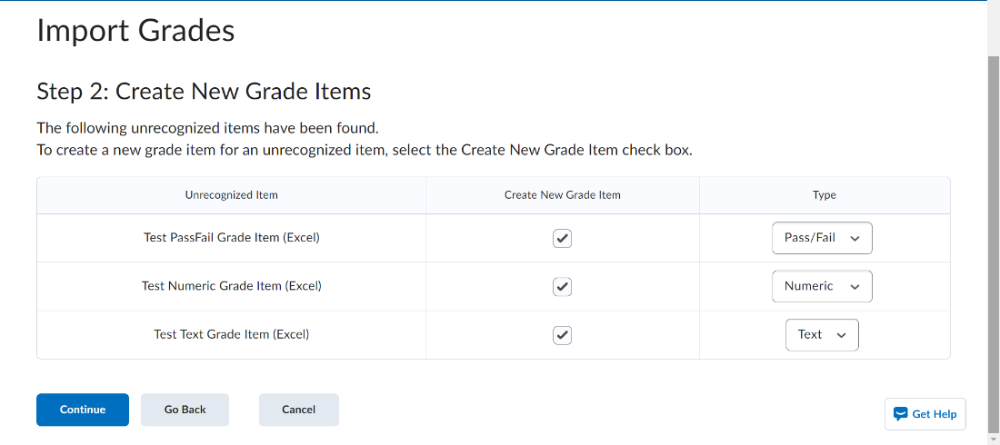 Import Grades
Step 2: Create New Grade Items
The following unrecognized items have been found.
To create a new grade item for an unrecognized item, select the Create New Grade Item check box.
Unrecognized Item Create New Grade Item Type
Test PassFail Grade Item (Excel) Pass/Fail
Test Numeric Grade Item (Excel) Numeric
Test Text Grade Item (Excel) Text
Continue Go Back Cancel
Get Help